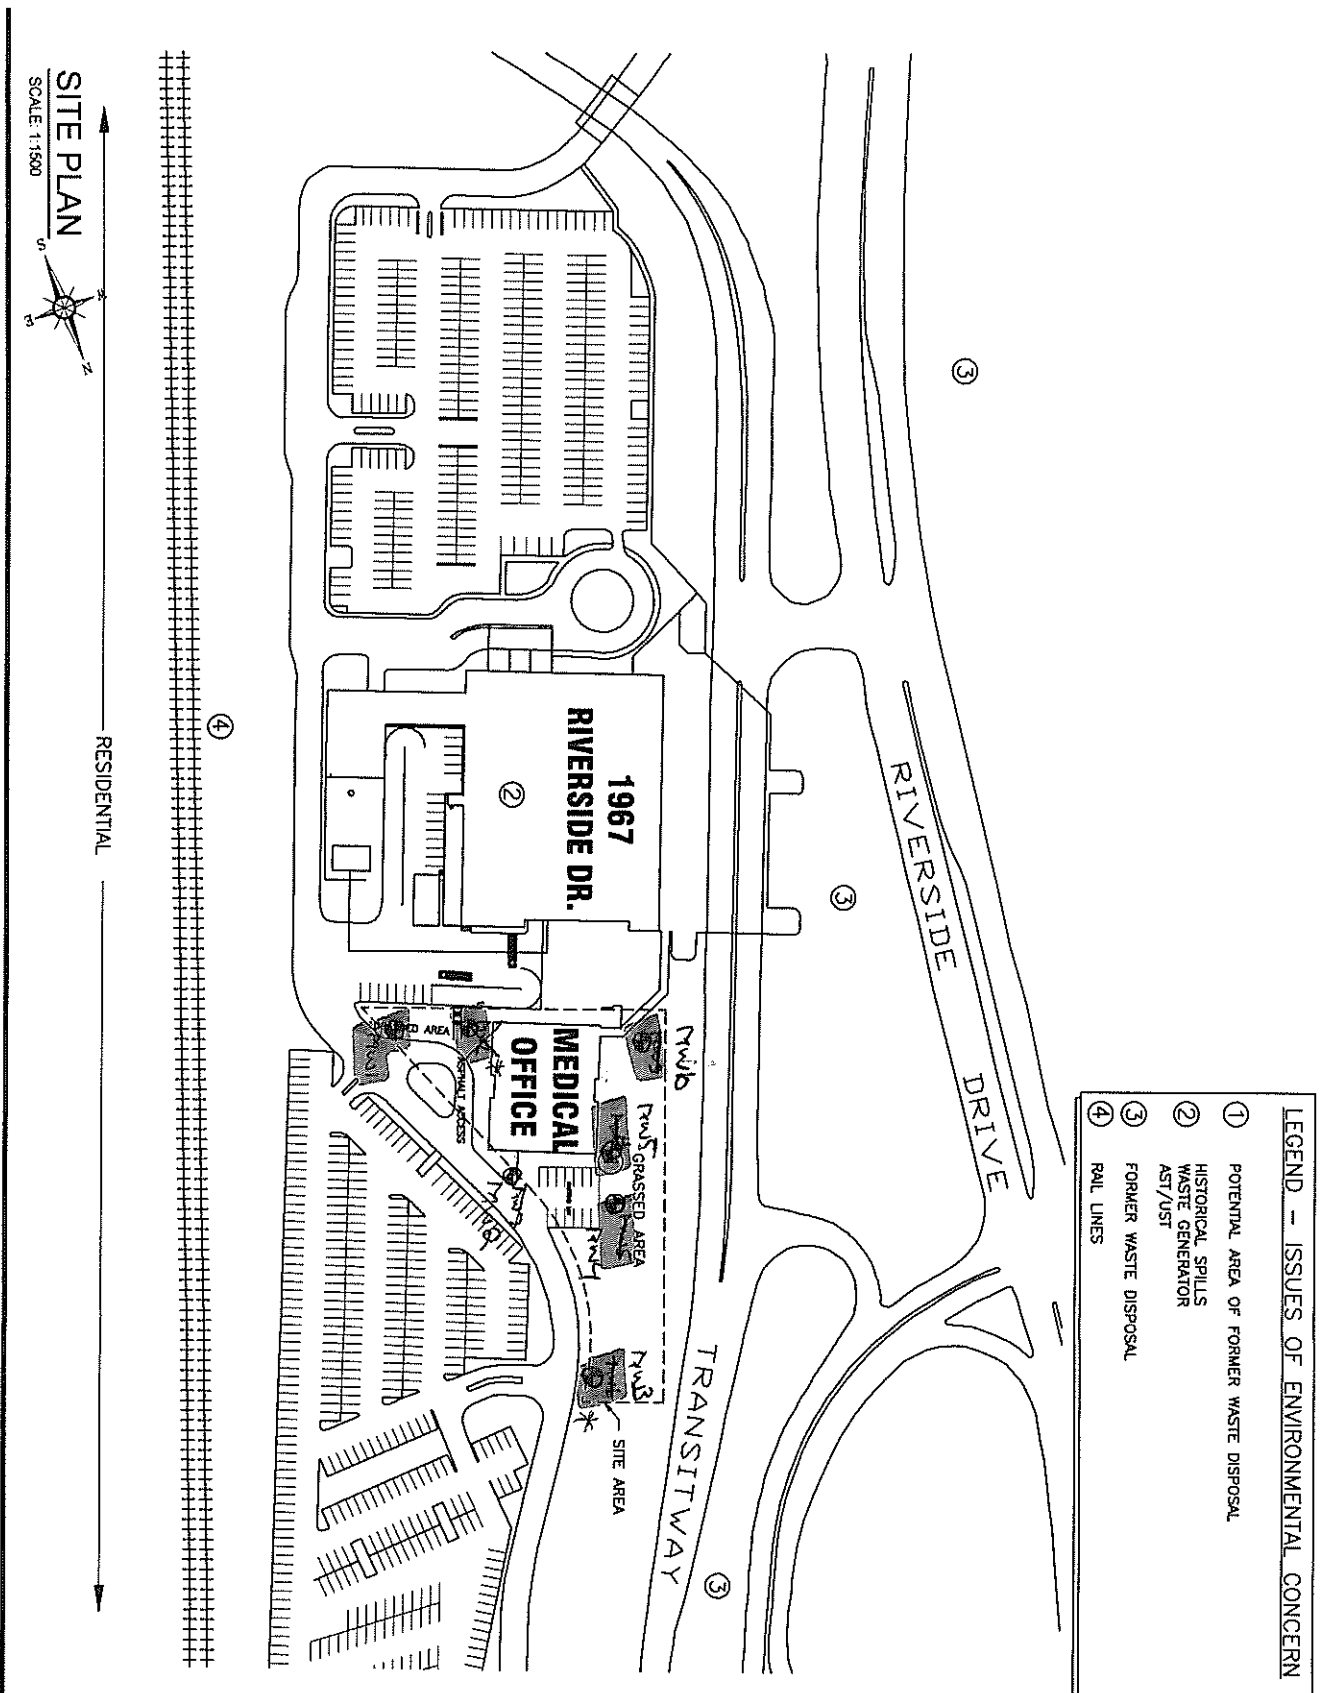 LEGEND - ISSUES OF ENVIRONMENTAL CONCERN
① POTENTIAL AREA OF FORMER WASTE DISPOSAL
② HISTORICAL SPILLS
WASTE GENERATOR
AST/UST
③ FORMER WASTE DISPOSAL
④ RAIL LINES
③
RIVERSIDE DRIVE
③
TRANSITWAY
③
1967
RIVERSIDE DR.
②
MEDICAL
OFFICE
MW6
MW5
GRASSED AREA
MW3
SITE AREA
ASPHALT ACCESS
AREA
④
RESIDENTIAL
SITE PLAN
SCALE: 1:1500
S
N